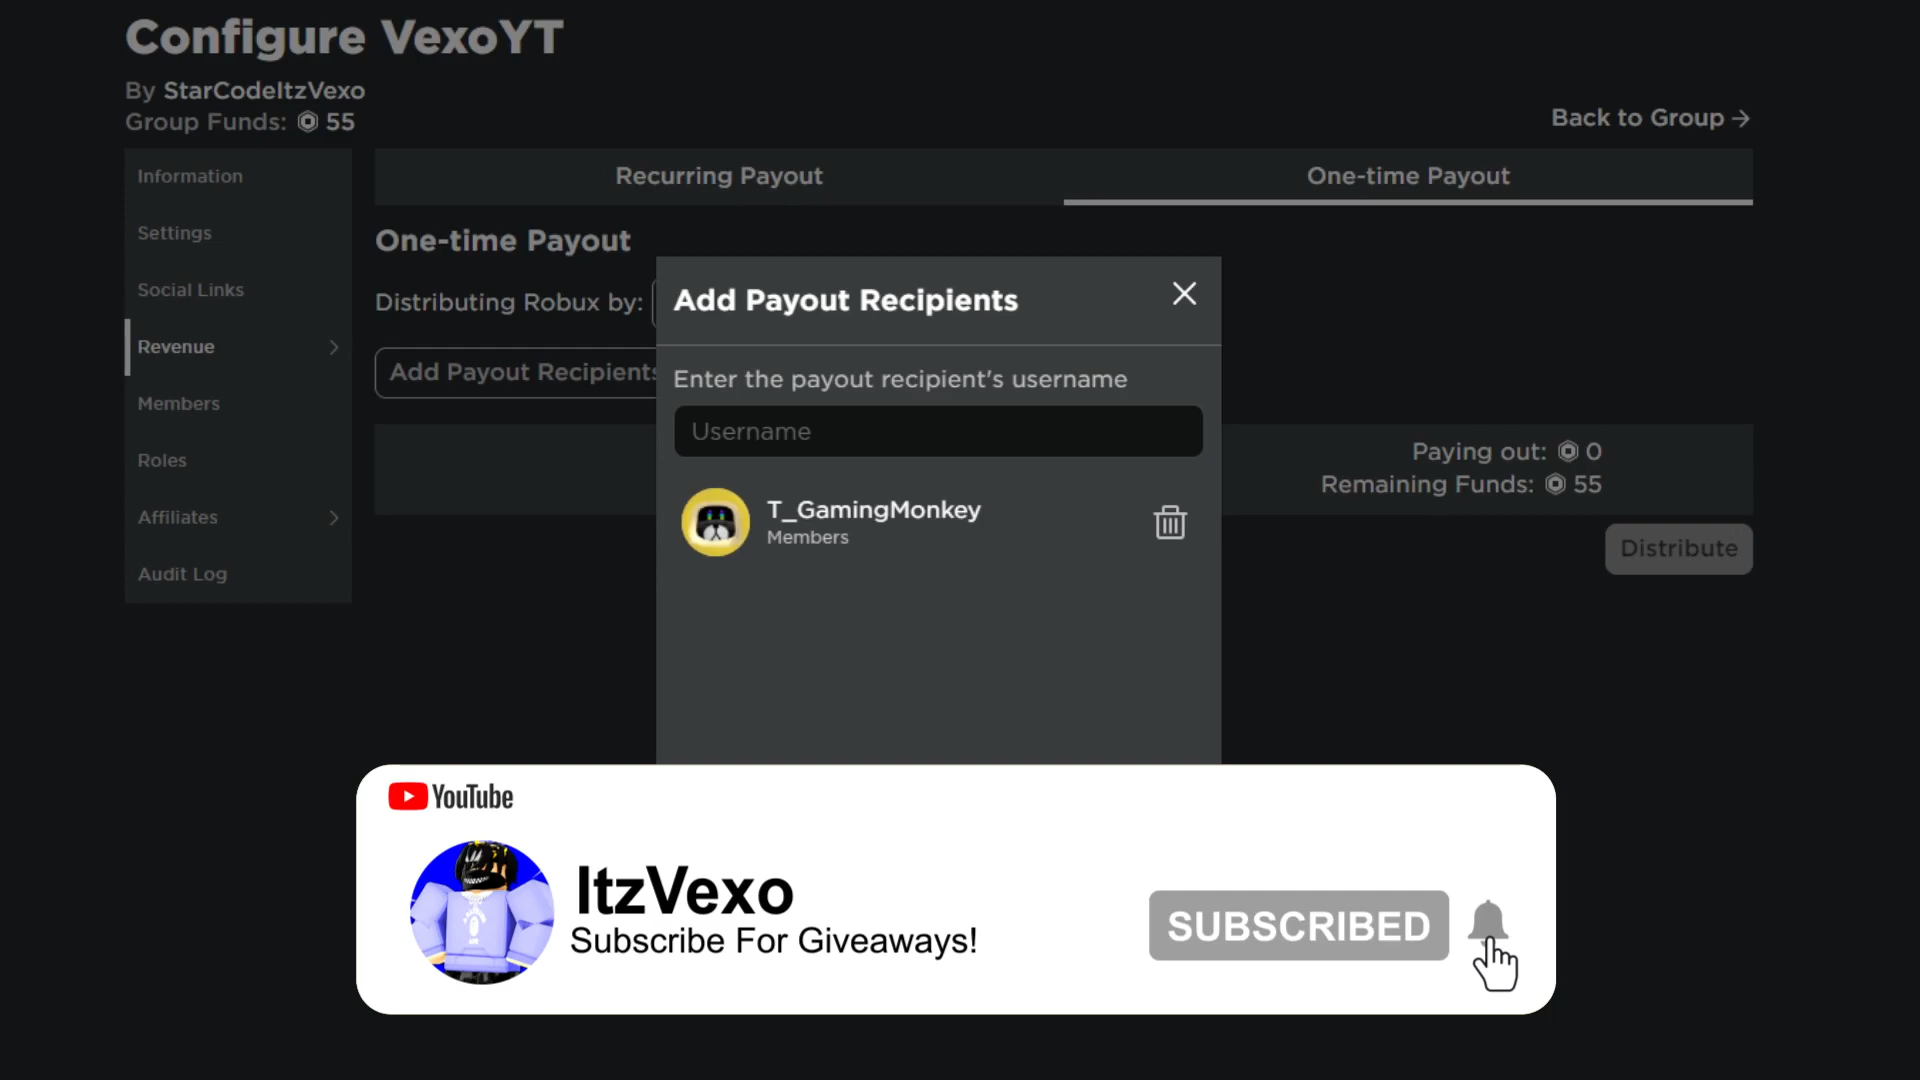 Configure VexoYT
By StarCodeItzVexo
Group Funds: 55
Back to Group
Information
Settings
Social Links
Revenue
Members
Roles
Affiliates
Audit Log
Recurring Payout
One-time Payout
One-time Payout
Distributing Robux by:
Add Payout Recipients
Add Payout Recipients
Enter the payout recipient's username
Username
T_GamingMonkey
Members
Paying out: 0
Remaining Funds: 55
Distribute
YouTube
ItzVexo
Subscribe For Giveaways!
SUBSCRIBED